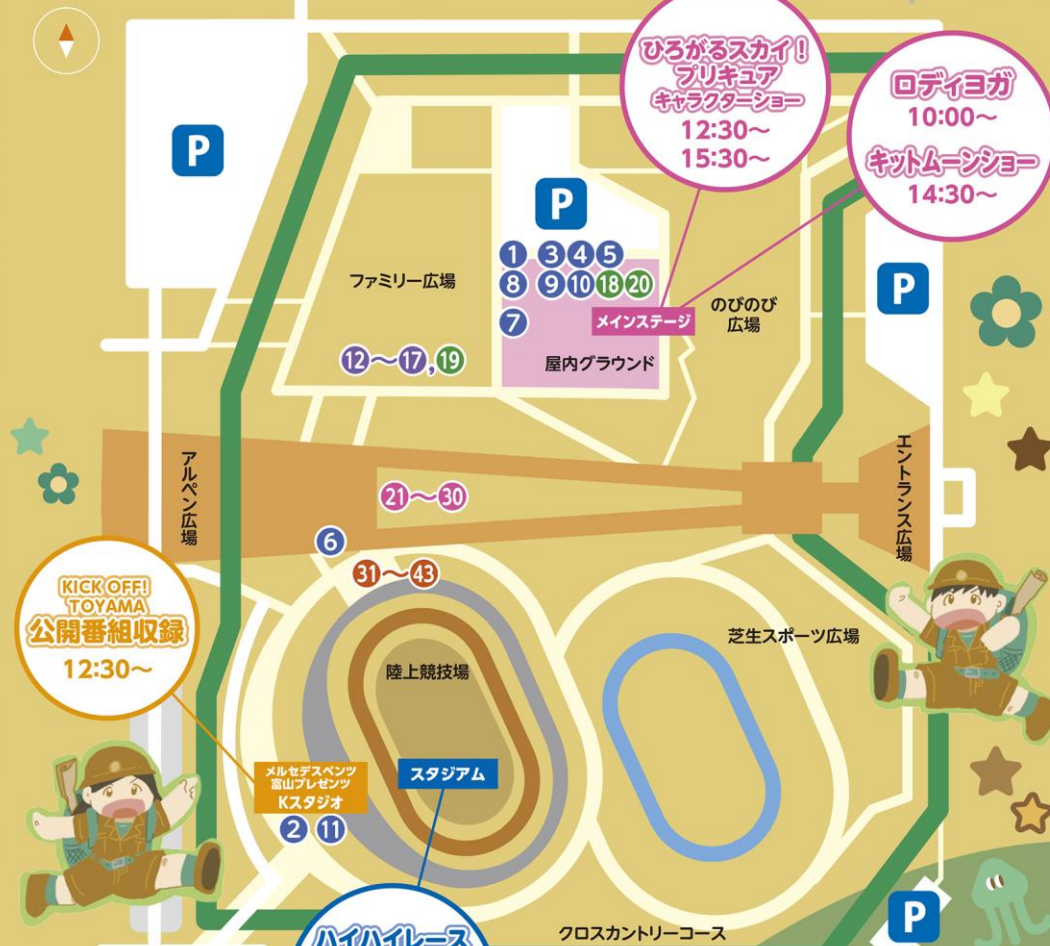 ひろがるスカイ!
プリキュア
キャラクターショー
12:30〜
15:30〜
ロディヨガ
10:00〜
キットムーンショー
14:30〜
P
P
P
1 3 4 5
8 9 10 18 20
7
メインステージ
屋内グラウンド
ファミリー広場
のびのび
広場
12〜17,19
アルペン広場
21〜30
エントランス広場
6
31〜43
KICK OFF!
TOYAMA
公開番組収録
12:30〜
陸上競技場
芝生スポーツ広場
メルセデスベンツ
富山プレゼンツ
Kスタジオ
2 11
スタジアム
ハイハイレース
クロスカントリーコース
P